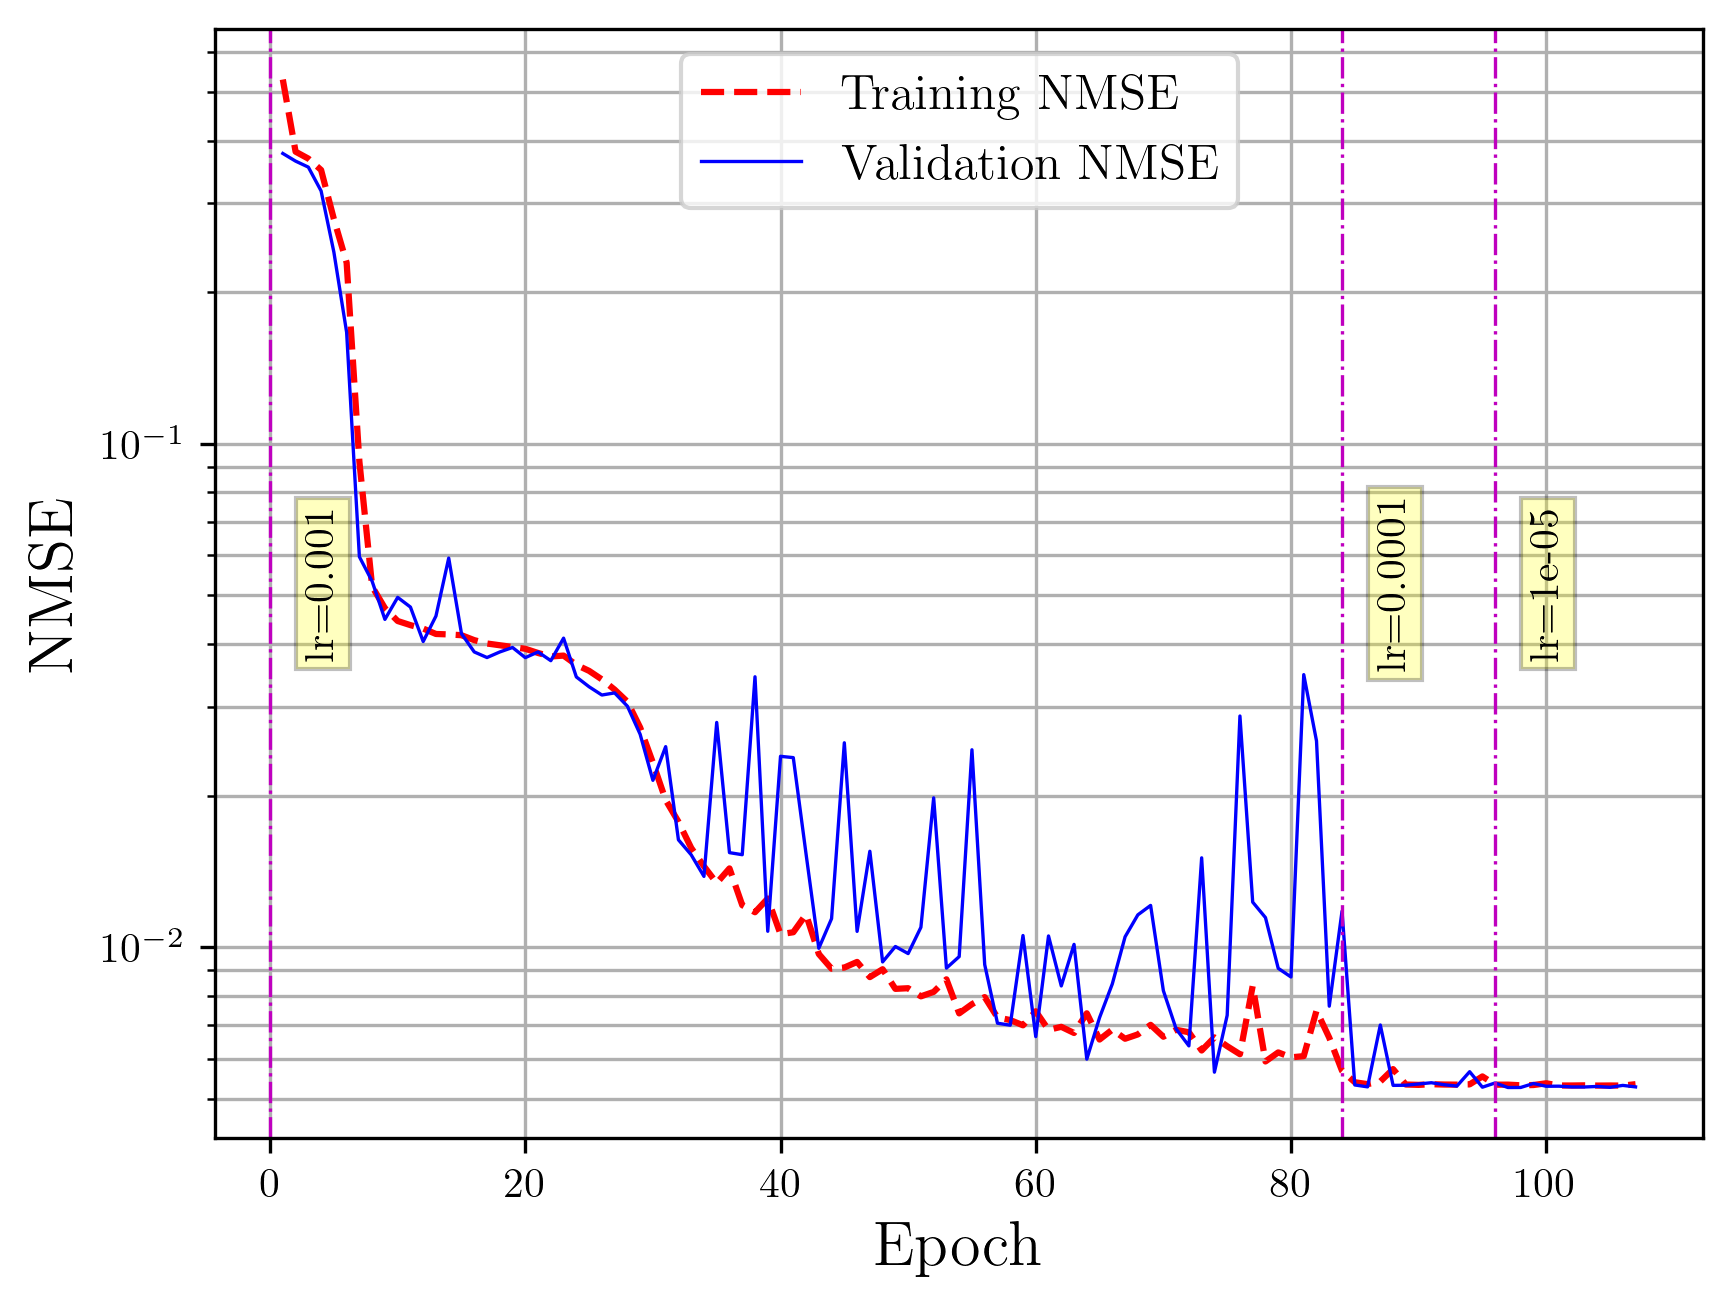 Training NMSE
Validation NMSE
NMSE
10⁻¹
10⁻²
lr=0.001
lr=0.0001
lr=1e-05
0 20 40 60 80 100
Epoch